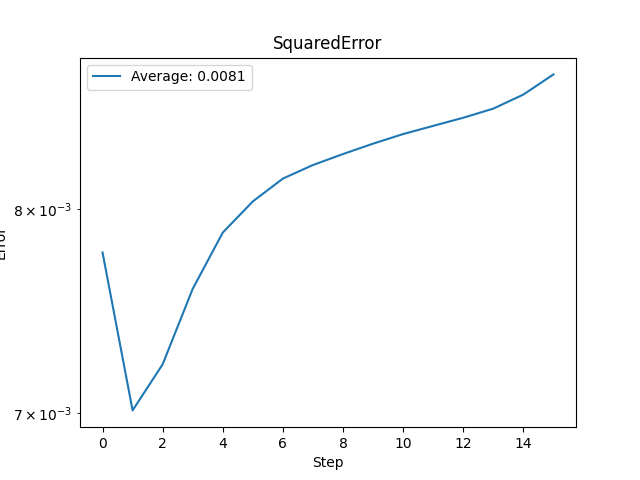 SquaredError
Average: 0.0081
8 × 10⁻³
7 × 10⁻³
Error
0 2 4 6 8 10 12 14
Step